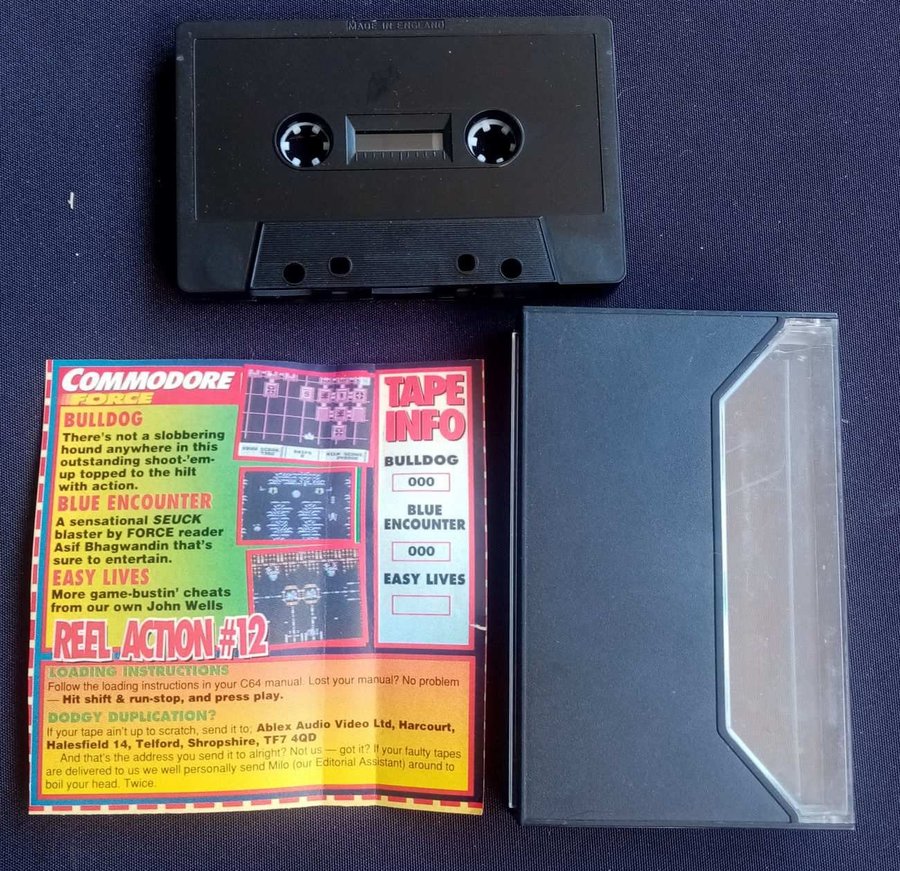 MADE IN ENGLAND
COMMODORE
FORCE
BULLDOG
There's not a slobbering
hound anywhere in this
outstanding shoot-'em-
up topped to the hilt
with action.
BLUE ENCOUNTER
A sensational SEUCK
blaster by FORCE reader
Asif Bhagwandin that's
sure to entertain.
EASY LIVES
More game-bustin' cheats
from our own John Wells
REEL ACTION #12
TAPE
INFO
BULLDOG
000
BLUE
ENCOUNTER
000
EASY LIVES
LOADING INSTRUCTIONS
Follow the loading instructions in your C64 manual. Lost your manual? No problem
— Hit shift & run-stop, and press play.
DODGY DUPLICATION?
If your tape ain't up to scratch, send it to; Ablex Audio Video Ltd, Harcourt,
Halesfield 14, Telford, Shropshire, TF7 4QD
And that's the address you send it to alright? Not us — got it? If your faulty tapes
are delivered to us we well personally send Milo (our Editorial Assistant) around to
boil your head. Twice.